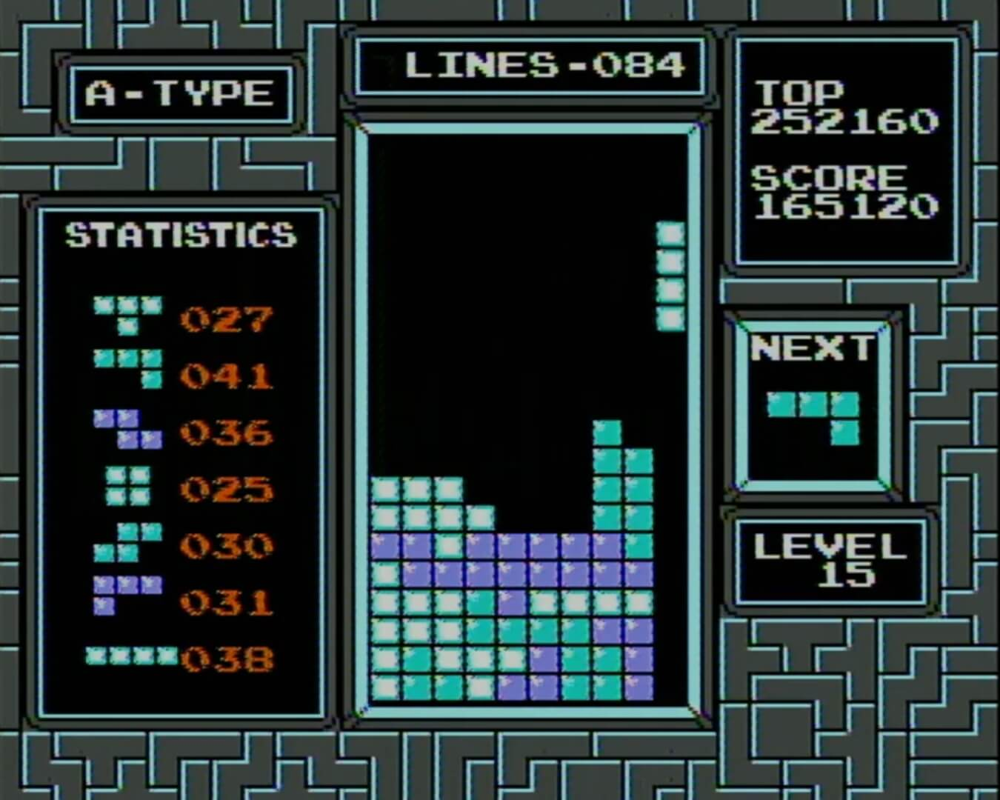 A-TYPE
LINES-084
TOP
252160
SCORE
165120
STATISTICS
027
041
036
025
030
031
038
NEXT
LEVEL
15